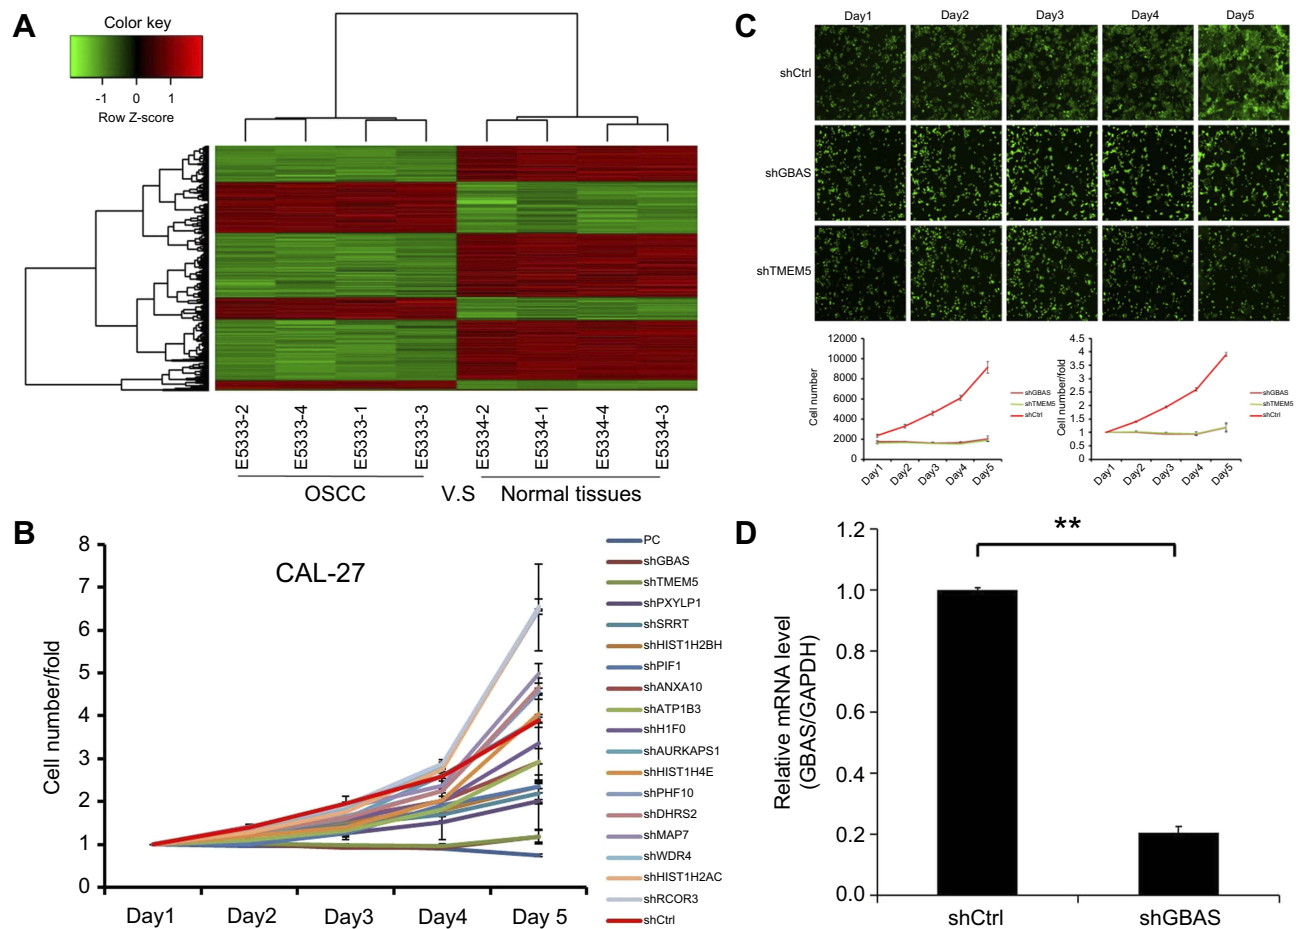 A
Color key
-1 0 1
Row Z-score
E5333-2
E5333-4
E5333-1
E5333-3
E5334-2
E5334-1
E5334-4
E5334-3
OSCC V.S Normal tissues
B
CAL-27
Cell number/fold
8
7
6
5
4
3
2
1
0
Day1 Day2 Day3 Day4 Day 5
PC
shGBAS
shTMEM5
shPXYLP1
shSRRT
shHIST1H2BH
shPIF1
shANXA10
shATP1B3
shH1F0
shAURKAPS1
shHIST1H4E
shPHF10
shDHRS2
shMAP7
shWDR4
shHIST1H2AC
shRCOR3
shCtrl
C
Day1 Day2 Day3 Day4 Day5
shCtrl
shGBAS
shTMEM5
Cell number
12000
10000
8000
6000
4000
2000
0
Day1 Day2 Day3 Day4 Day5
shGBAS
shTMEM5
shCtrl
Cell number/fold
4.5
4
3.5
3
2.5
2
1.5
1
0.5
0
Day1 Day2 Day3 Day4 Day5
shGBAS
shTMEM5
shCtrl
D
**
Relative mRNA level
(GBAS/GAPDH)
1.2
1.0
0.8
0.6
0.4
0.2
0.0
shCtrl shGBAS